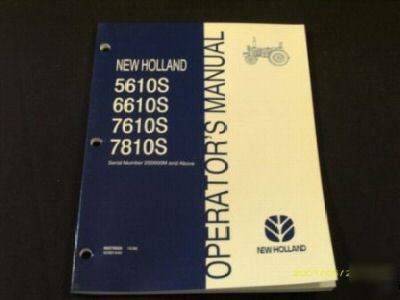 NEW HOLLAND
5610S
6610S
7610S
7810S
Serial Number 200000M and Above
OPERATOR'S MANUAL
NEW HOLLAND